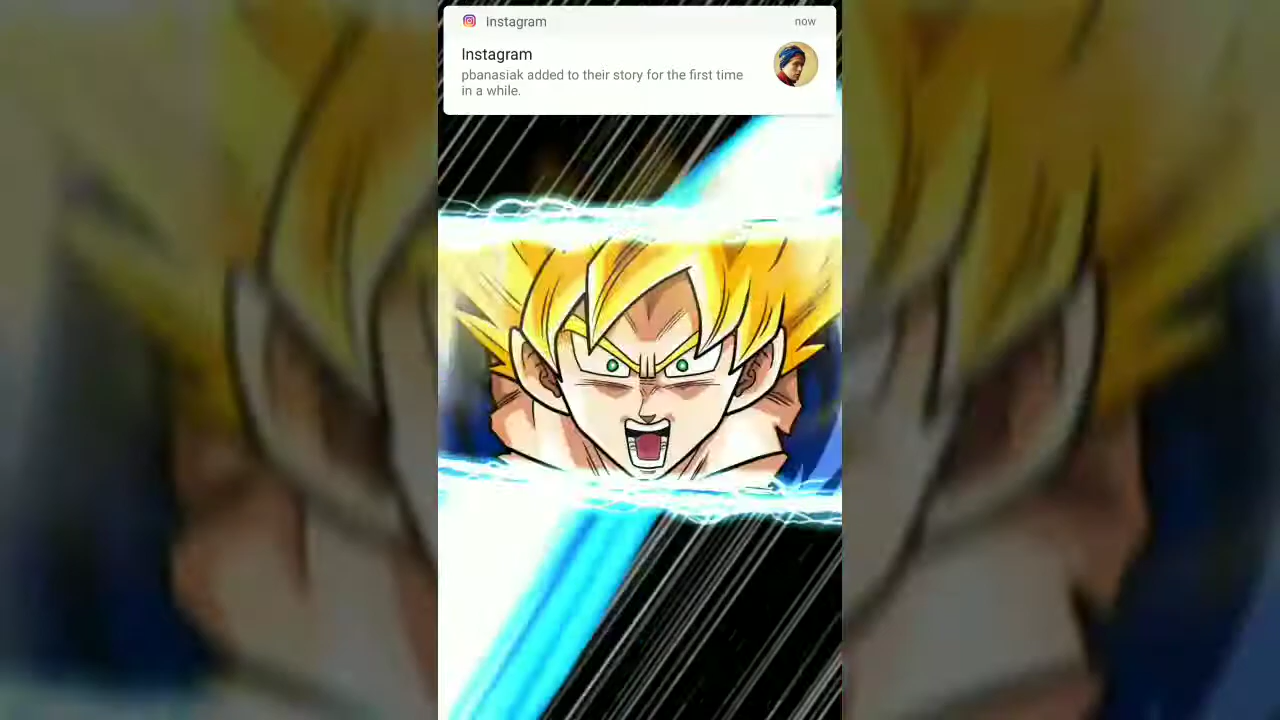 Instagram now
Instagram
pbanasiak added to their story for the first time
in a while.